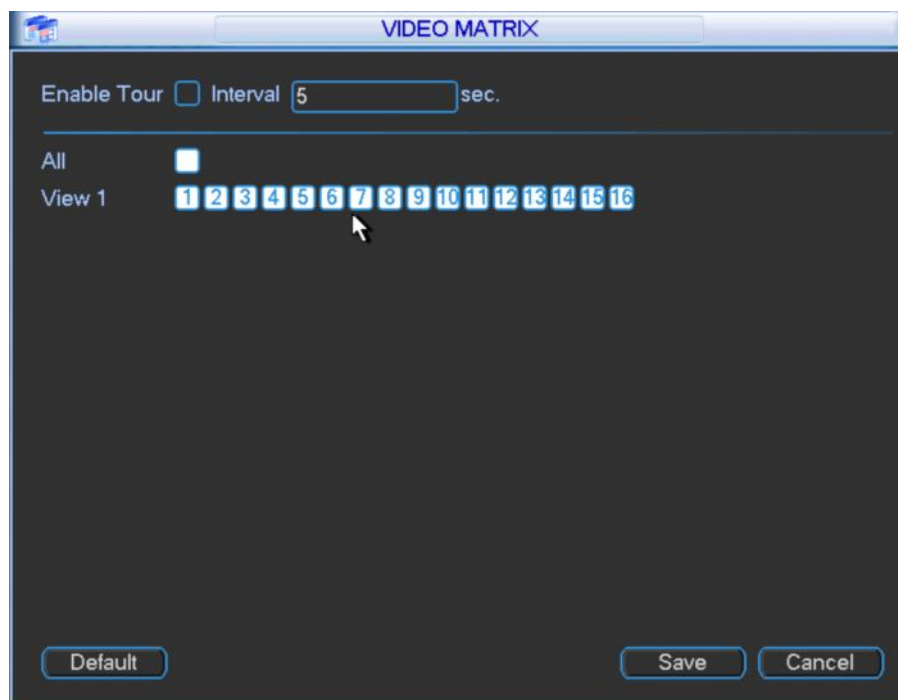 VIDEO MATRIX
Enable Tour Interval 5 sec.
All
View 1 1 2 3 4 5 6 7 8 9 10 11 12 13 14 15 16
Default Save Cancel